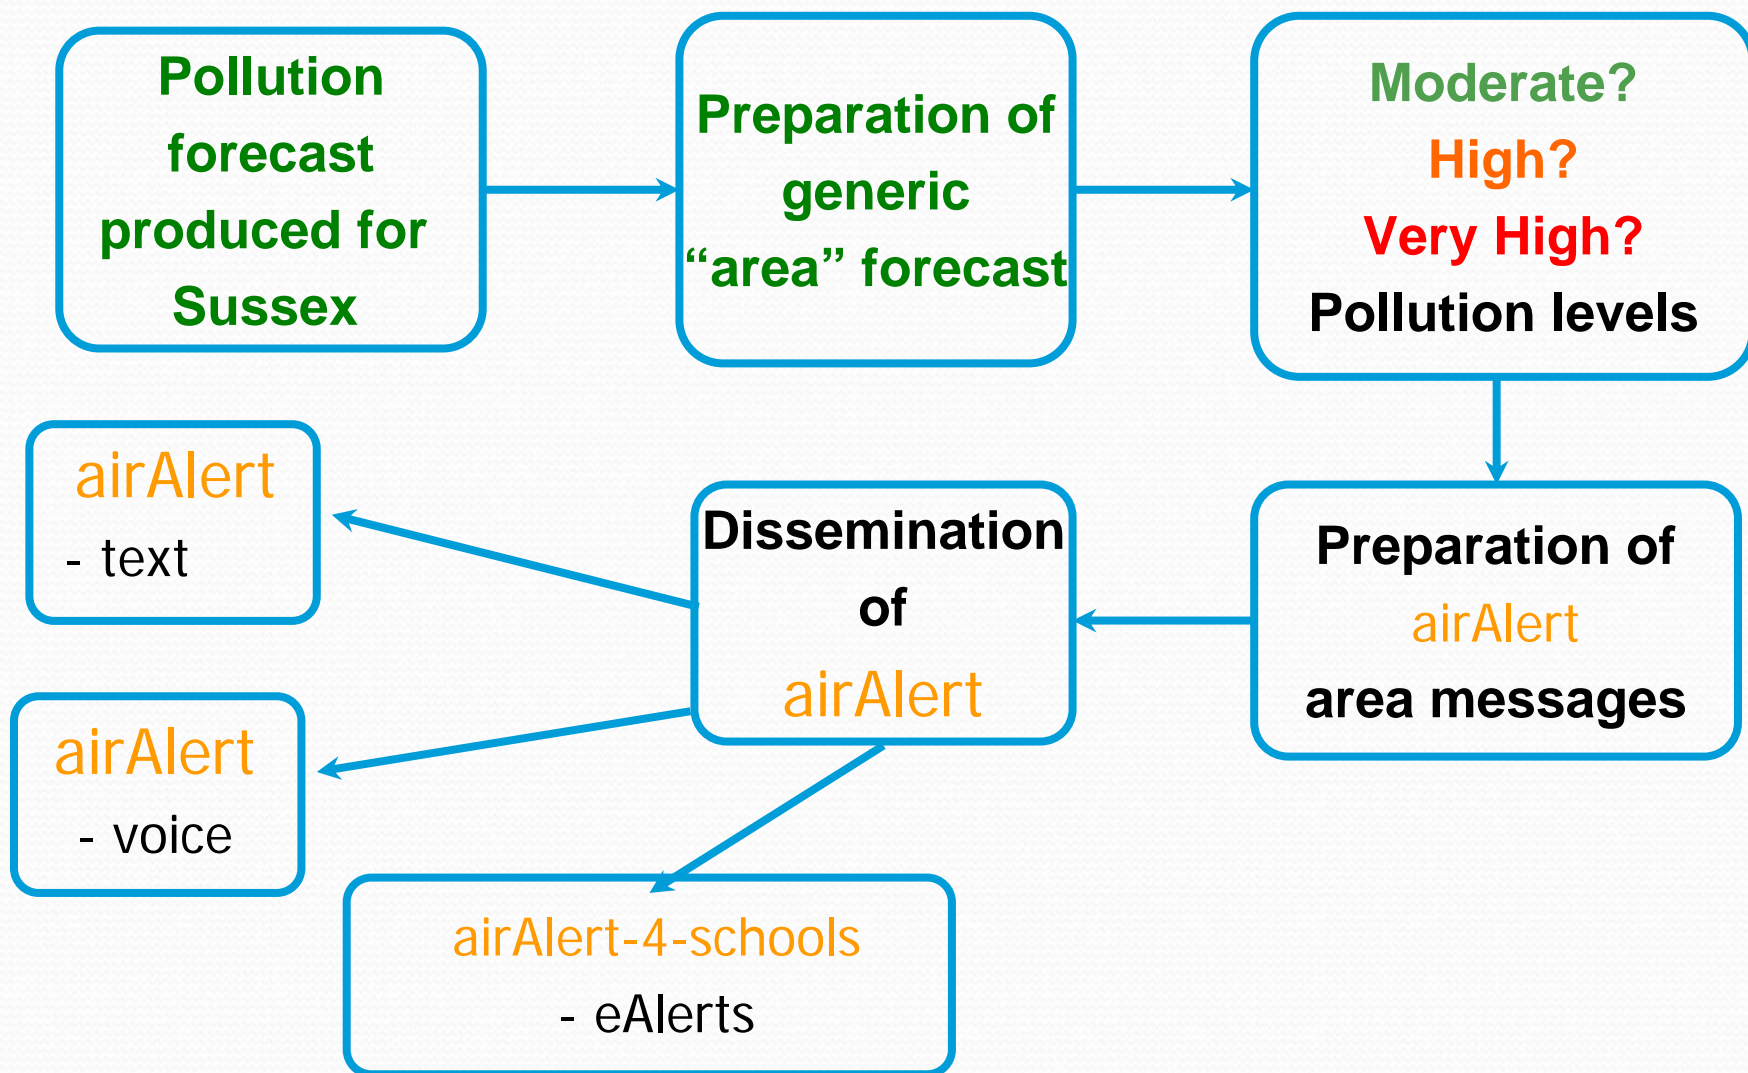 Pollution
forecast
produced for
Sussex
Preparation of
generic
“area” forecast
Moderate?
High?
Very High?
Pollution levels
Preparation of
airAlert
area messages
Dissemination
of
airAlert
airAlert
- text
airAlert
- voice
airAlert-4-schools
- eAlerts